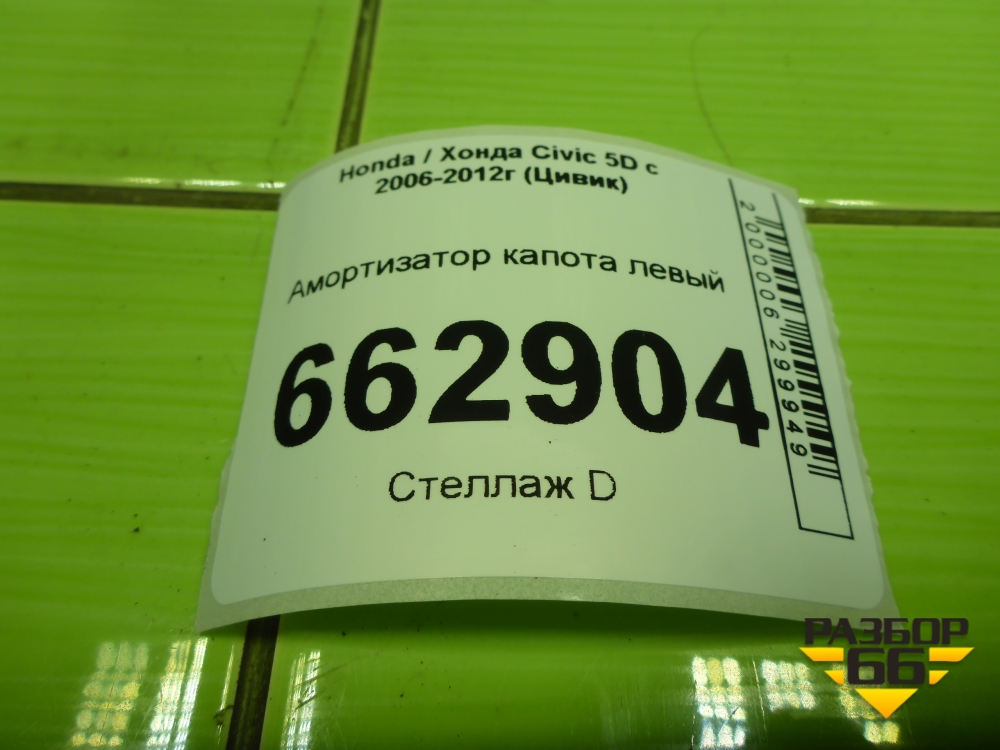 Honda / Хонда Civic 5D с
2006-2012г (Цивик)
Амортизатор капота левый
662904
Стеллаж D
2000006299949
РАЗБОР
66